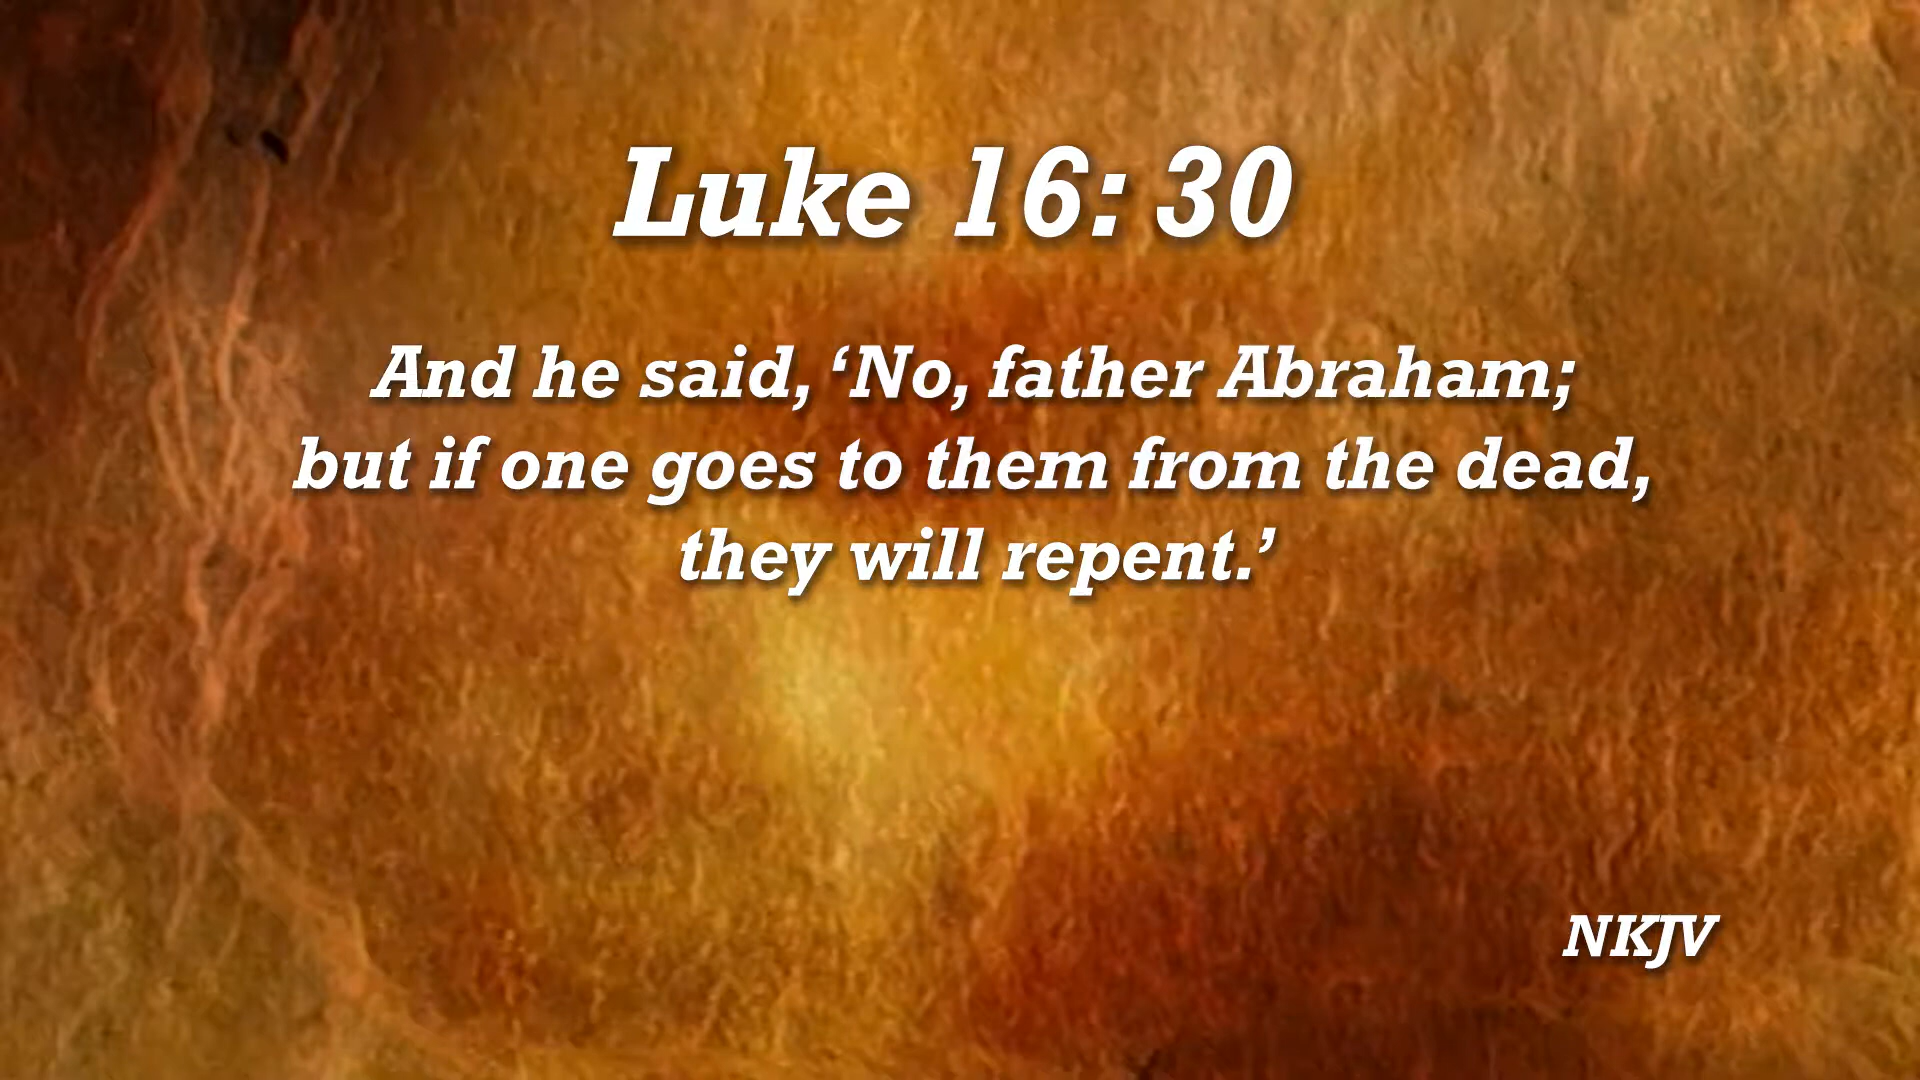 Luke 16: 30
And he said, ‘No, father Abraham;
but if one goes to them from the dead,
they will repent.’
NKJV